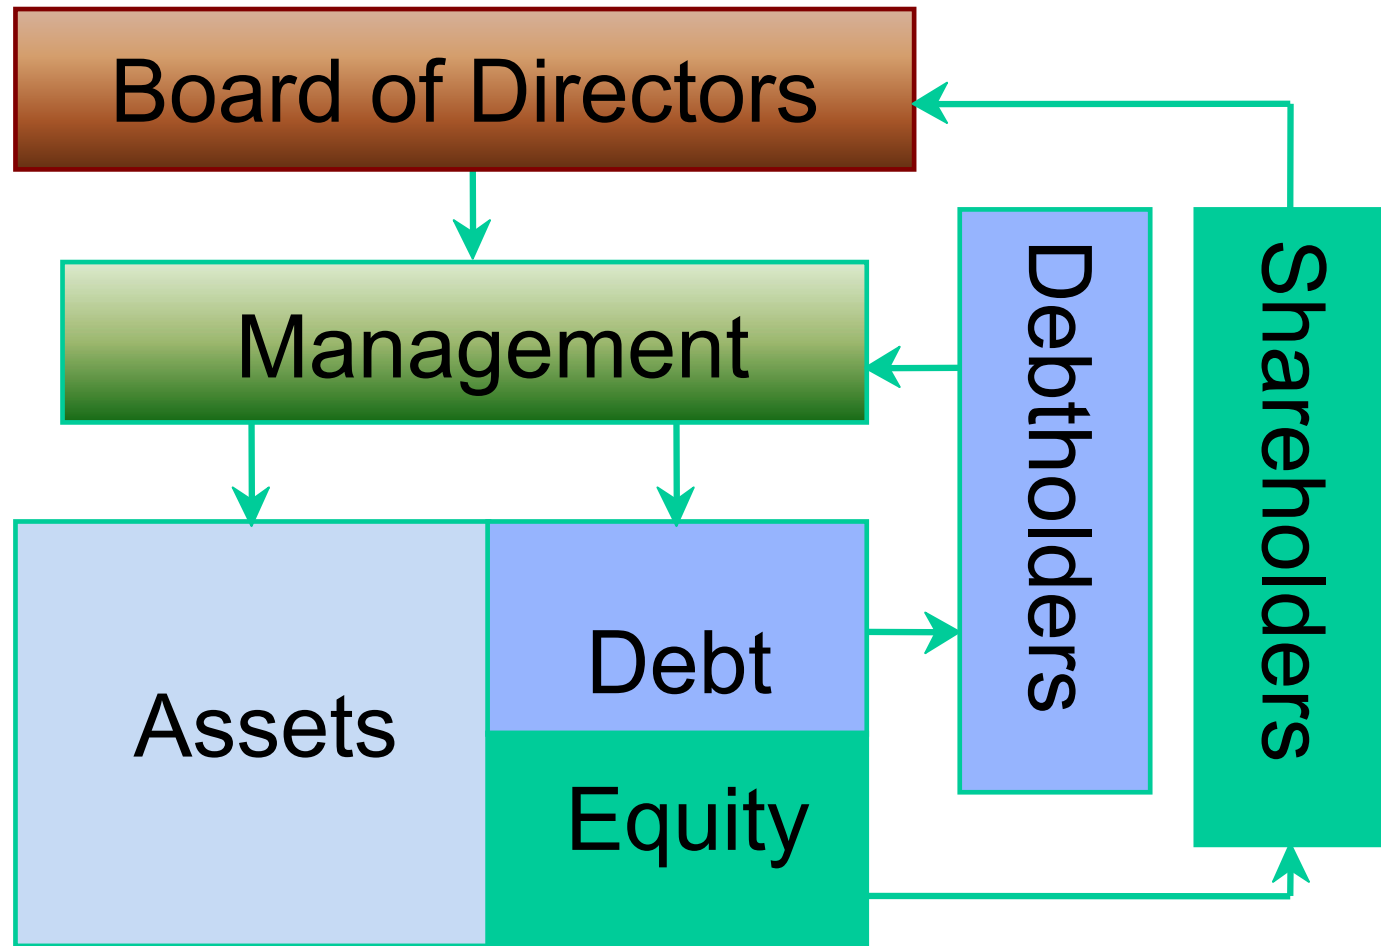 Board of Directors
Management
Debtholders
Shareholders
Assets
Debt
Equity